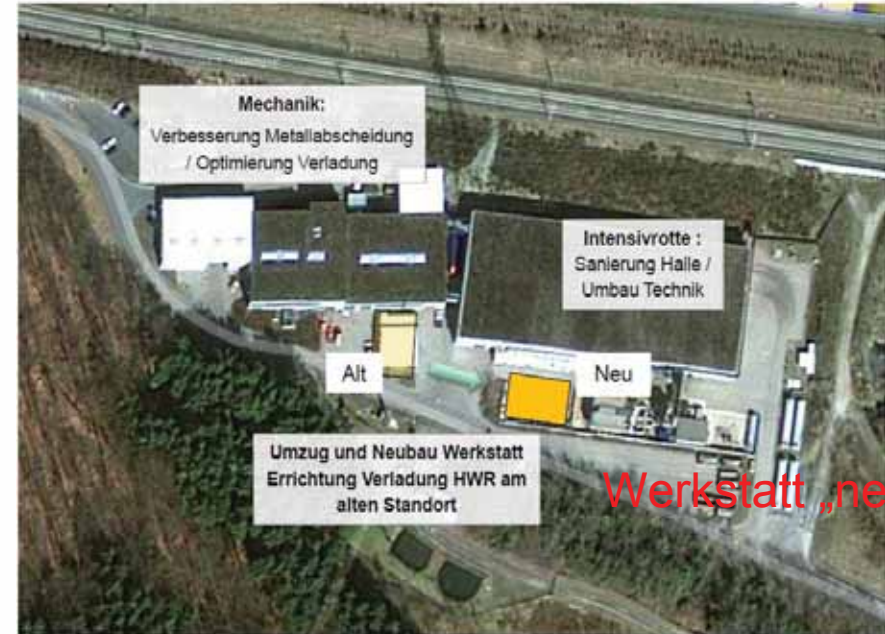 Mechanik:
Verbesserung Metallabscheidung
/ Optimierung Verladung
Intensivrotte :
Sanierung Halle /
Umbau Technik
Alt
Neu
Umzug und Neubau Werkstatt
Errichtung Verladung HWR am
alten Standort
Werkstatt „ne